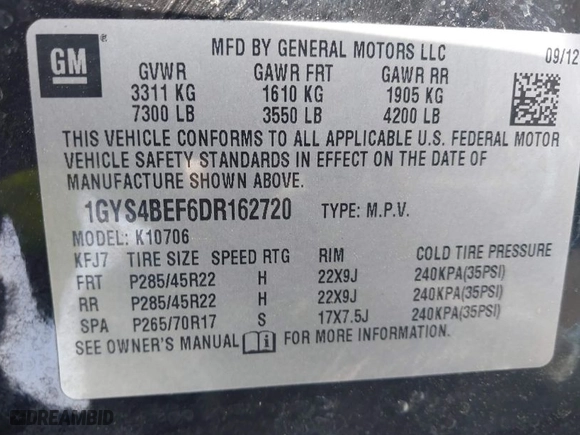 GM
MFD BY GENERAL MOTORS LLC 09/12
GVWR GAWR FRT GAWR RR
3311 KG 1610 KG 1905 KG
7300 LB 3550 LB 4200 LB
THIS VEHICLE CONFORMS TO ALL APPLICABLE U.S. FEDERAL MOTOR
VEHICLE SAFETY STANDARDS IN EFFECT ON THE DATE OF
MANUFACTURE SHOWN ABOVE.
1GYS4BEF6DR162720 TYPE: M.P.V.
MODEL: K10706
KFJ7 TIRE SIZE SPEED RTG RIM COLD TIRE PRESSURE
FRT P285/45R22 H 22X9J 240KPA(35PSI)
RR P285/45R22 H 22X9J 240KPA(35PSI)
SPA P265/70R17 S 17X7.5J 240KPA(35PSI)
SEE OWNER'S MANUAL FOR MORE INFORMATION.
DREAMBID